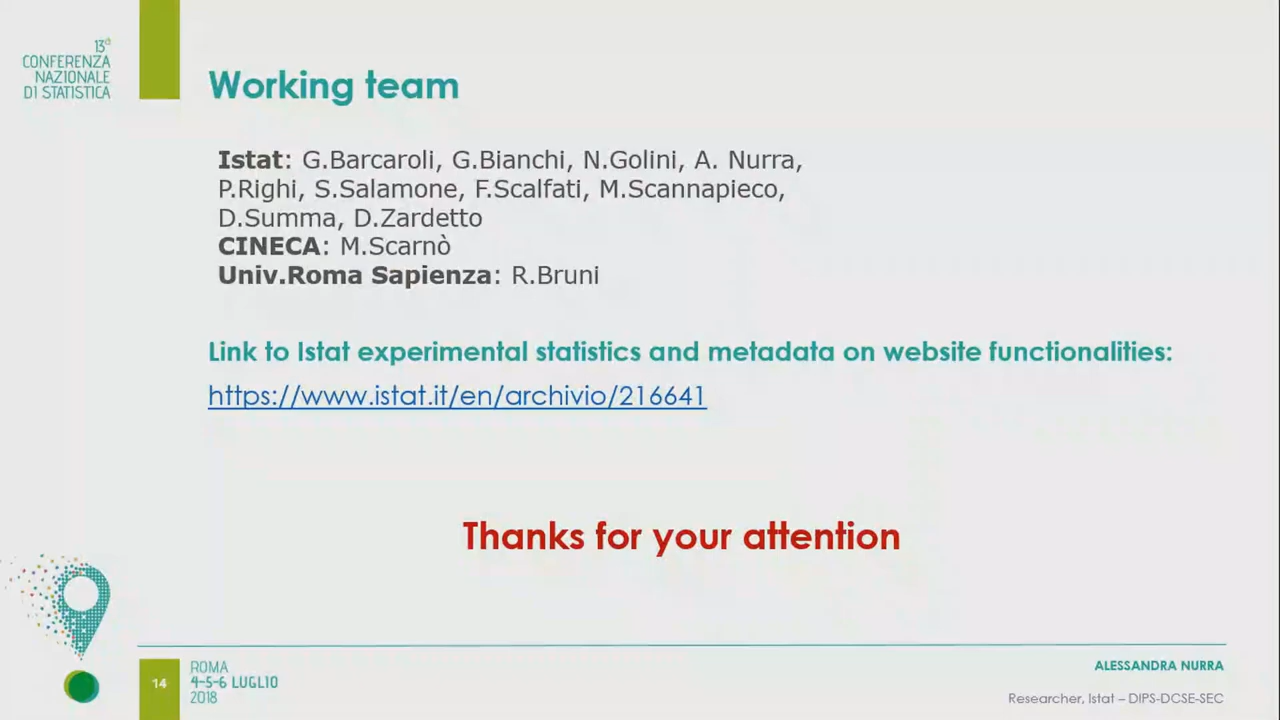 13ª
CONFERENZA
NAZIONALE
DI STATISTICA
Working team
Istat: G.Barcaroli, G.Bianchi, N.Golini, A. Nurra,
P.Righi, S.Salamone, F.Scalfati, M.Scannapieco,
D.Summa, D.Zardetto
CINECA: M.Scarnò
Univ.Roma Sapienza: R.Bruni
Link to Istat experimental statistics and metadata on website functionalities:
https://www.istat.it/en/archivio/216641
Thanks for your attention
14
ROMA
4-5-6 LUGLIO
2018
ALESSANDRA NURRA
Researcher, Istat – DIPS-DCSE-SEC